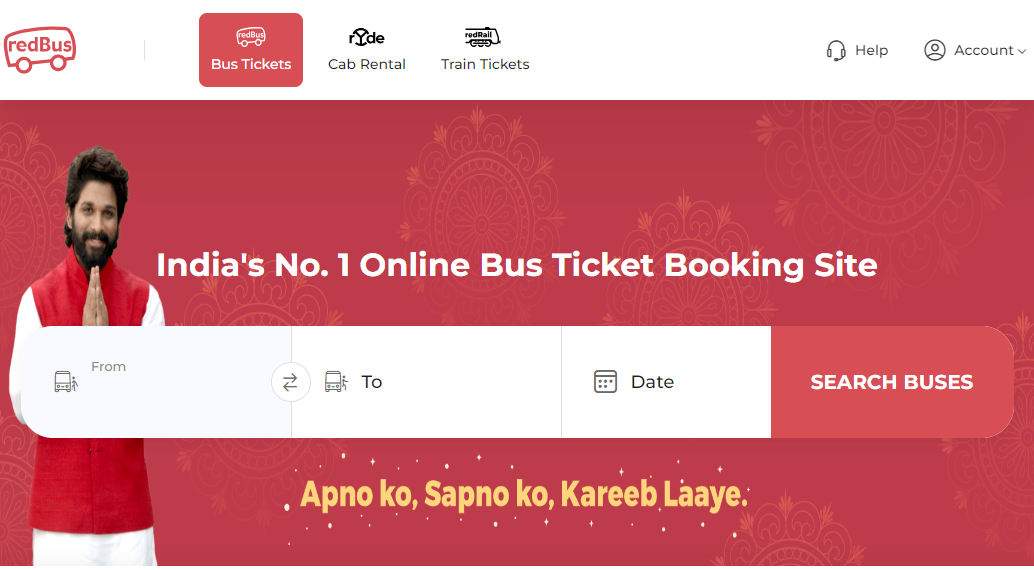 redBus
redBus
Bus Tickets
ryde
Cab Rental
redRail
Train Tickets
Help
Account
India's No. 1 Online Bus Ticket Booking Site
From
To
Date
SEARCH BUSES
Apno ko, Sapno ko, Kareeb Laaye.